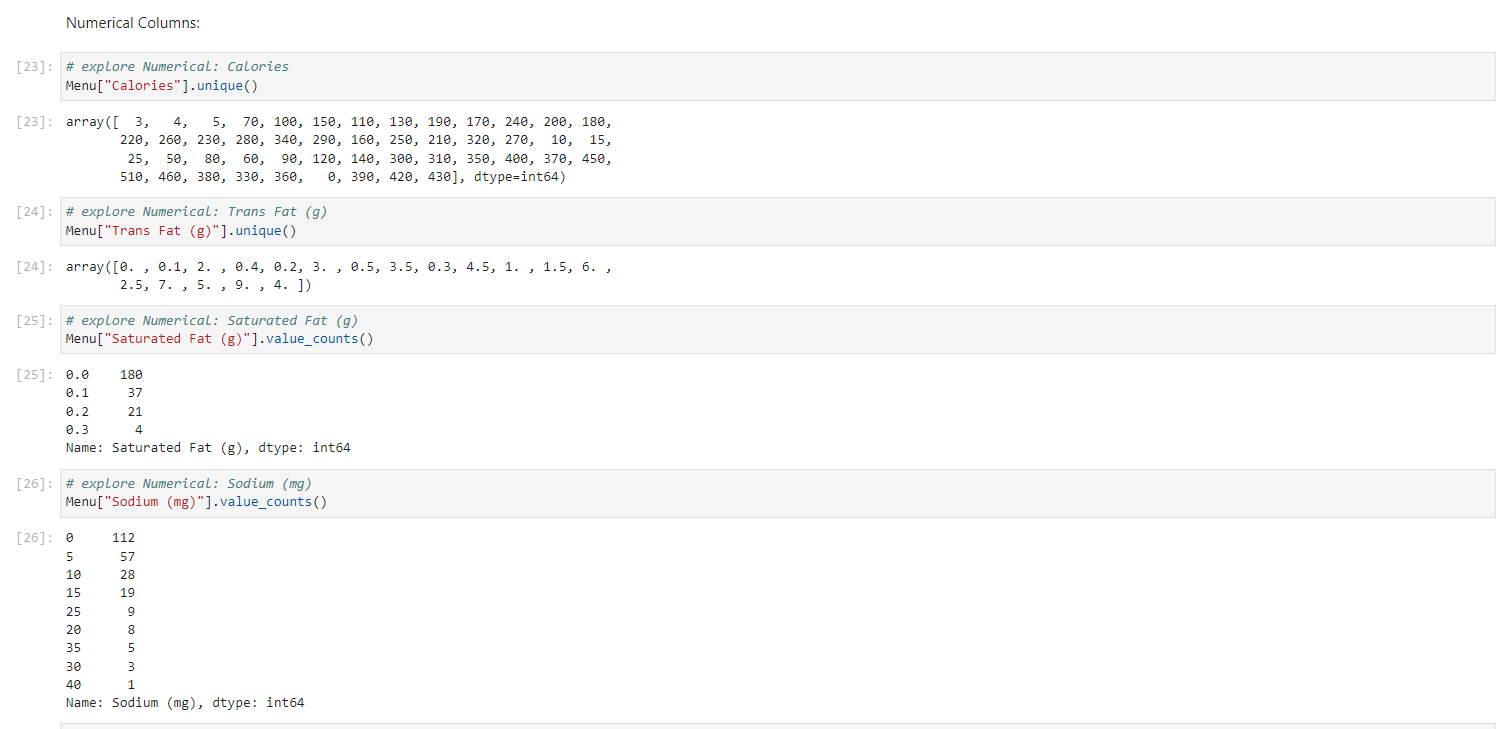 Numerical Columns:
[23]: # explore Numerical: Calories
Menu["Calories"].unique()
[23]: array([  3,   4,   5,  70, 100, 150, 110, 130, 190, 170, 240, 200, 180,
       220, 260, 230, 280, 340, 290, 160, 250, 210, 320, 270,  10,  15,
        25,  50,  80,  60,  90, 120, 140, 300, 310, 350, 400, 370, 450,
       510, 460, 380, 330, 360,   0, 390, 420, 430], dtype=int64)
[24]: # explore Numerical: Trans Fat (g)
Menu["Trans Fat (g)"].unique()
[24]: array([0. , 0.1, 2. , 0.4, 0.2, 3. , 0.5, 3.5, 0.3, 4.5, 1. , 1.5, 6. ,
       2.5, 7. , 5. , 9. , 4. ])
[25]: # explore Numerical: Saturated Fat (g)
Menu["Saturated Fat (g)"].value_counts()
[25]: 0.0    180
0.1     37
0.2     21
0.3      4
Name: Saturated Fat (g), dtype: int64
[26]: # explore Numerical: Sodium (mg)
Menu["Sodium (mg)"].value_counts()
[26]: 0     112
5      57
10     28
15     19
25      9
20      8
35      5
30      3
40      1
Name: Sodium (mg), dtype: int64